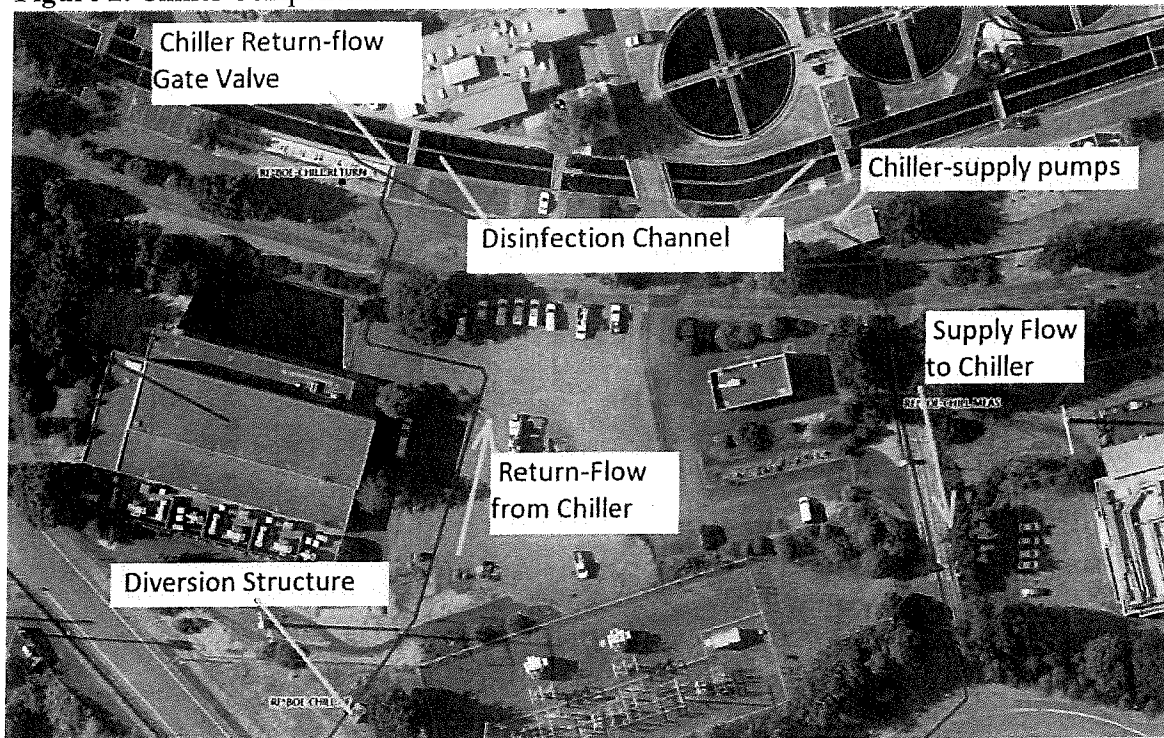 Chiller Return-flow
Gate Valve
Chiller-supply pumps
Disinfection Channel
Supply Flow
to Chiller
Return-Flow
from Chiller
Diversion Structure